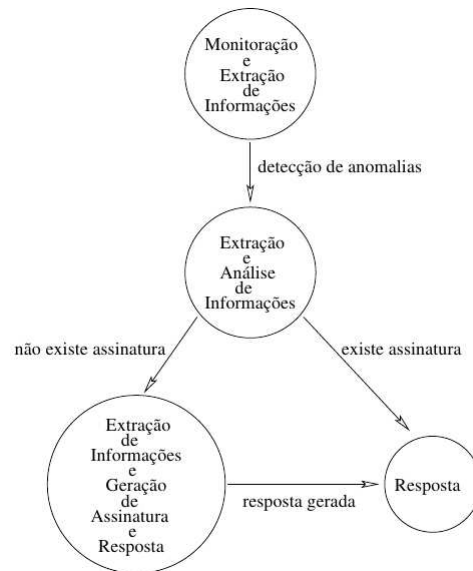 Monitoração
e
Extração
de
Informações
detecção de anomalias
Extração
e
Análise
de
Informações
não existe assinatura
existe assinatura
Extração
de
Informações
e
Geração
de
Assinatura
e
Resposta
resposta gerada
Resposta